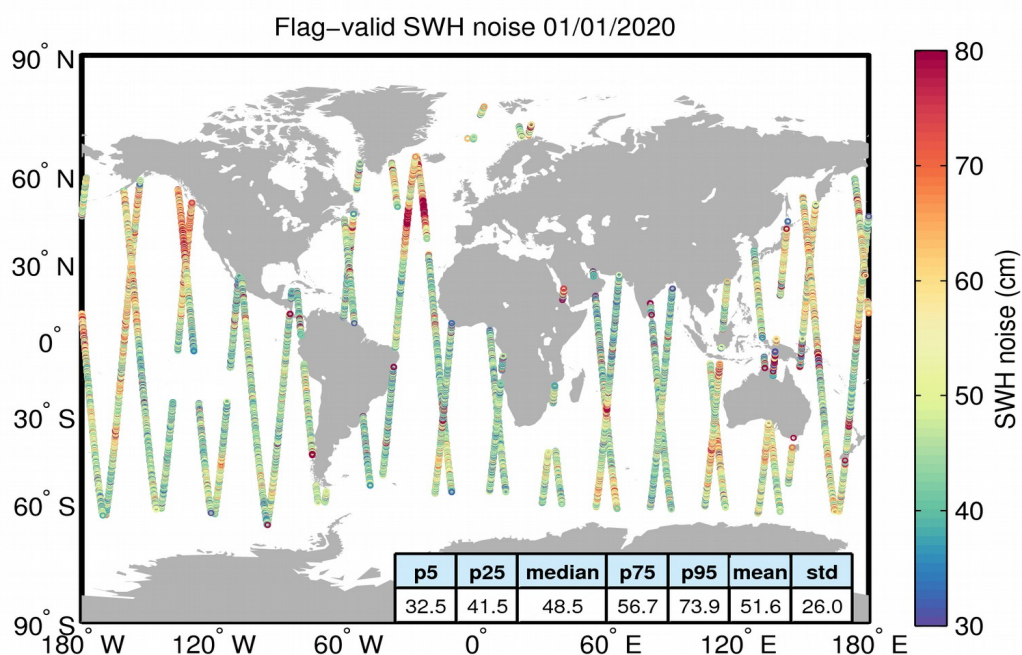 Flag−valid SWH noise 01/01/2020
90° N
60° N
30° N
0°
30° S
60° S
90° S
180° W
120° W
60° W
0°
60° E
120° E
180° E
80
70
60
50
40
30
SWH noise (cm)
p5 p25 median p75 p95 mean std
32.5 41.5 48.5 56.7 73.9 51.6 26.0